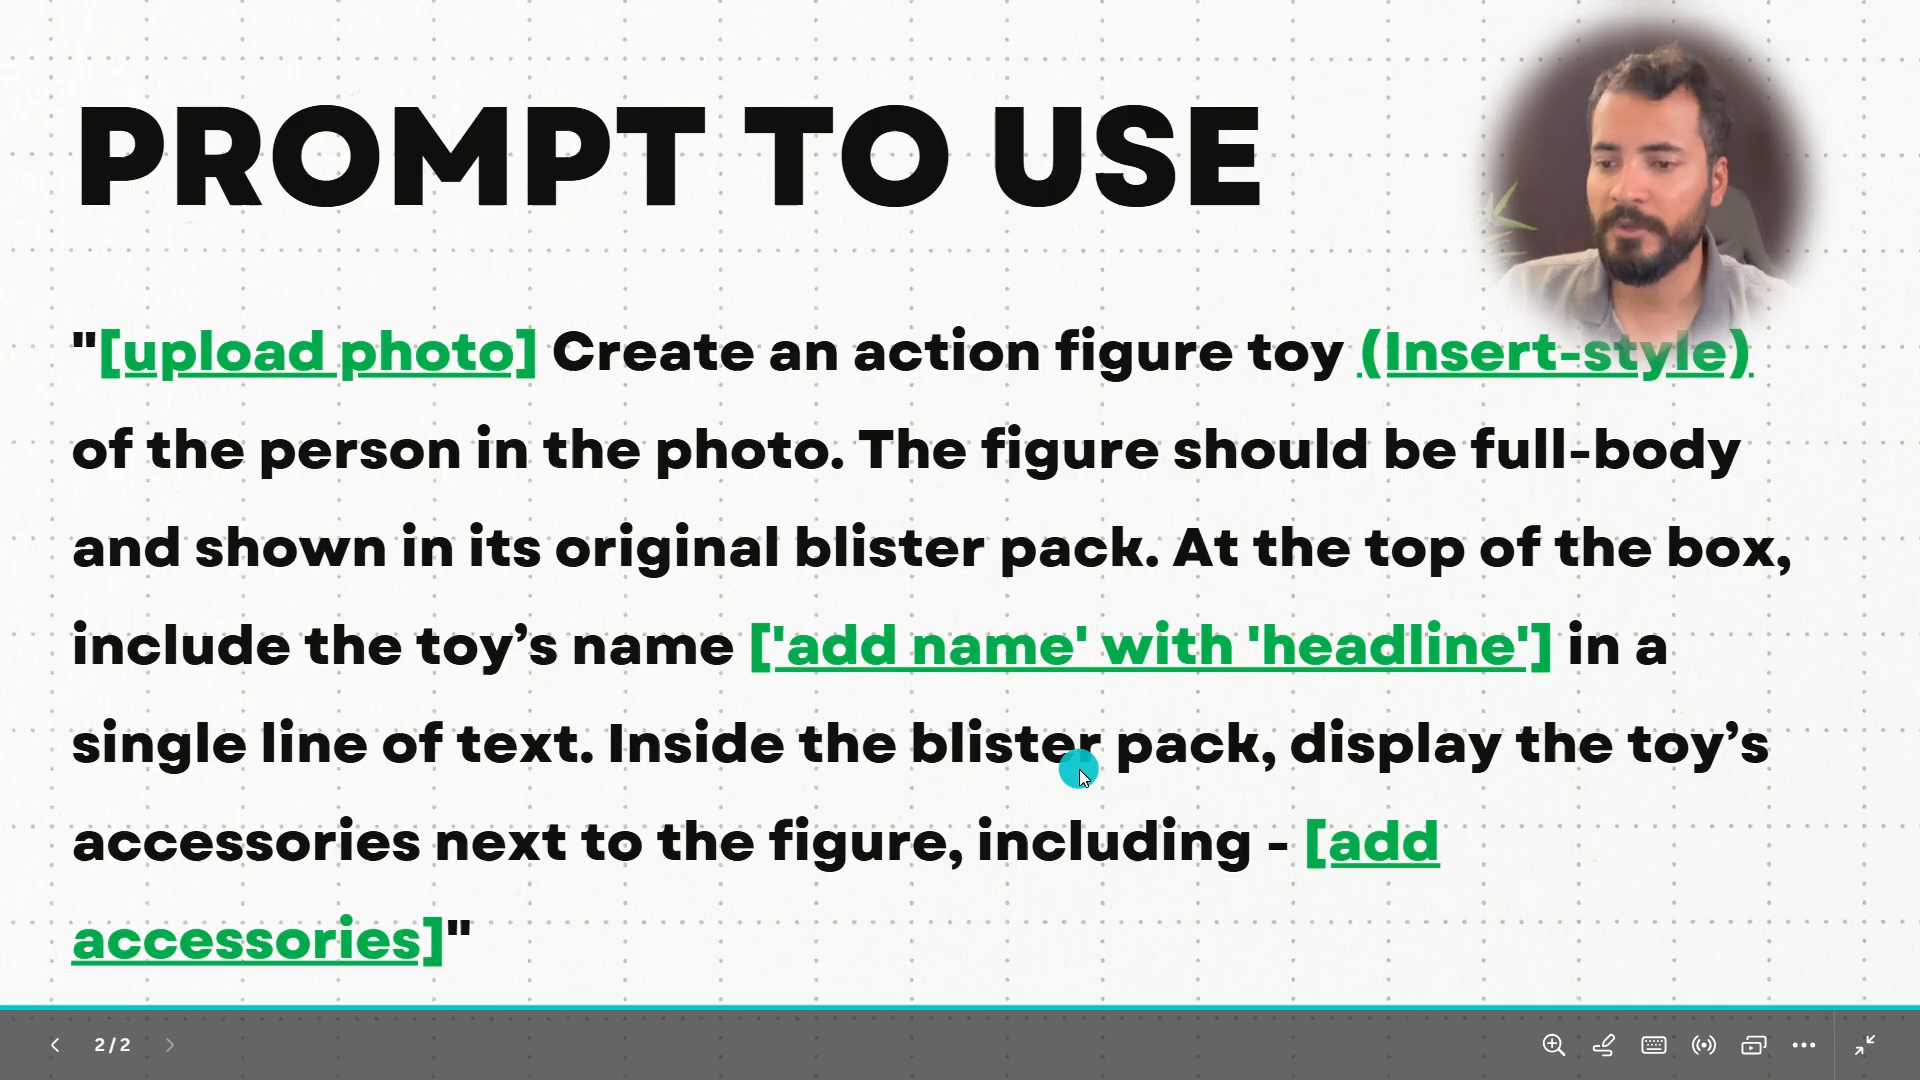 PROMPT TO USE
"[upload photo] Create an action figure toy (Insert-style)
of the person in the photo. The figure should be full-body
and shown in its original blister pack. At the top of the box,
include the toy’s name ['add name' with 'headline'] in a
single line of text. Inside the blister pack, display the toy’s
accessories next to the figure, including - [add
accessories]"
2/2